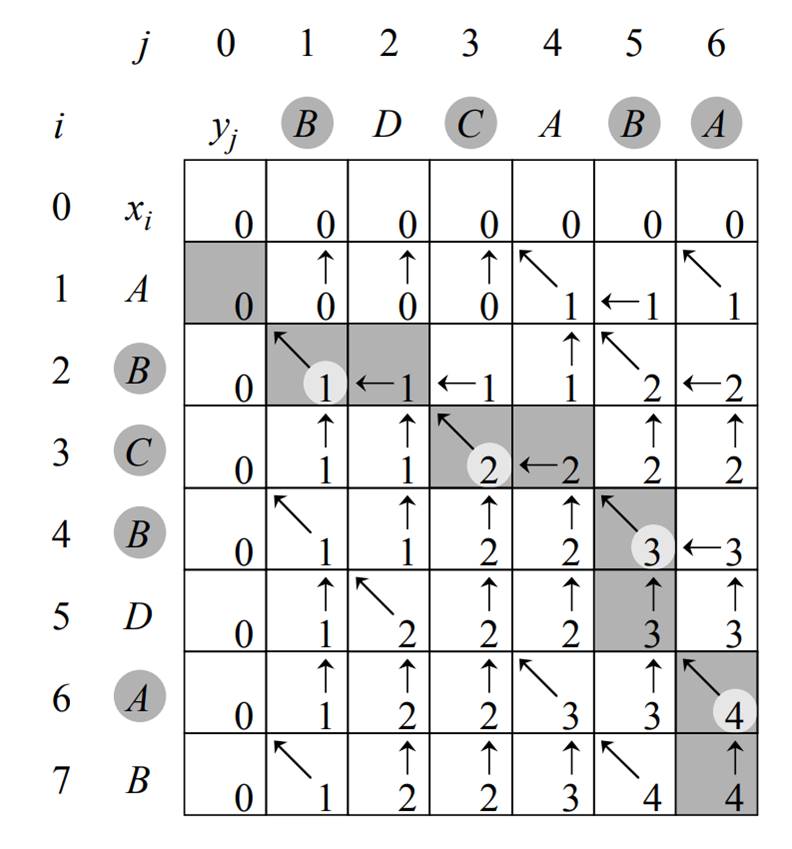 j 0 1 2 3 4 5 6
i yj B D C A B A
0 xi 0 0 0 0 0 0 0
1 A 0 ↑0 ↑0 ↑0 ↖1 ←1 ↖1
2 B 0 ↖1 ←1 ←1 ↑1 ↖2 ←2
3 C 0 ↑1 ↑1 ↖2 ←2 ↑2 ↑2
4 B 0 ↖1 ↑1 ↑2 ↑2 ↖3 ←3
5 D 0 ↑1 ↖2 ↑2 ↑2 ↑3 ↑3
6 A 0 ↑1 ↑2 ↑2 ↖3 ↑3 ↖4
7 B 0 ↖1 ↑2 ↑2 ↑3 ↖4 ↑4